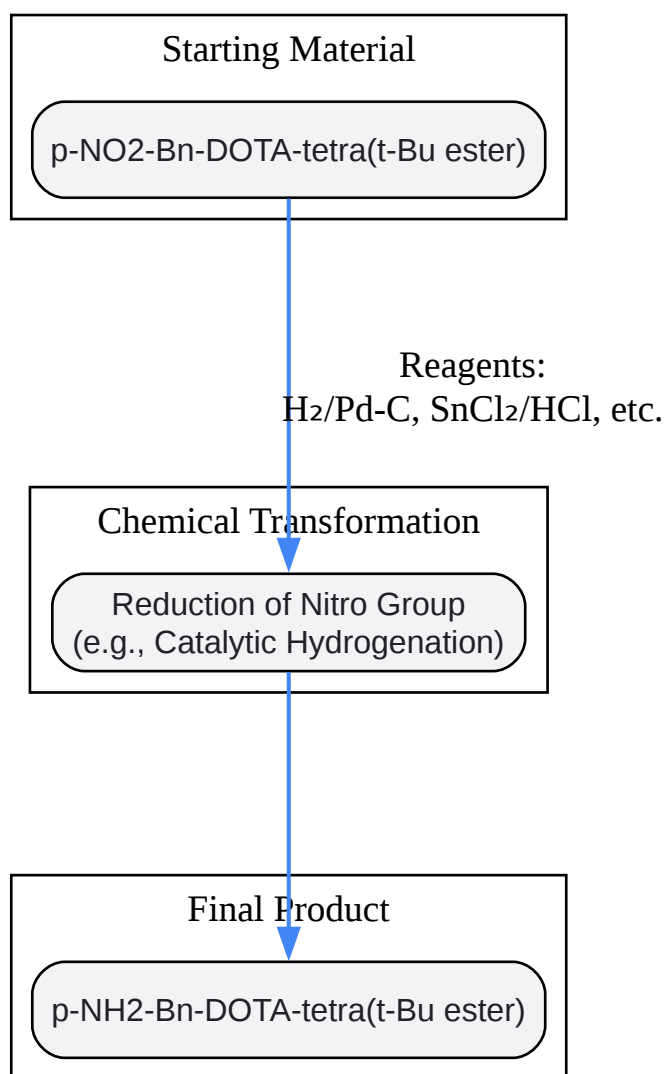 Starting Material
p-NO2-Bn-DOTA-tetra(t-Bu ester)
Reagents:
H₂/Pd-C, SnCl₂/HCl, etc.
Chemical Transformation
Reduction of Nitro Group
(e.g., Catalytic Hydrogenation)
Final Product
p-NH2-Bn-DOTA-tetra(t-Bu ester)